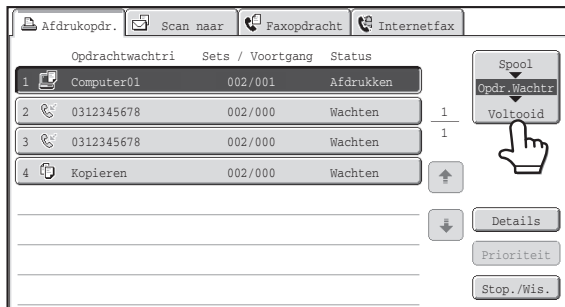 Afdrukopdr. Scan naar Faxopdracht Internetfax
Opdrachtwachtri Sets / Voortgang Status
1 Computer01 002/001 Afdrukken
2 0312345678 002/000 Wachten
3 0312345678 002/000 Wachten
4 Kopieren 002/000 Wachten
1
1
Spool
Opdr.Wachtr
Voltooid
Details
Prioriteit
Stop./Wis.